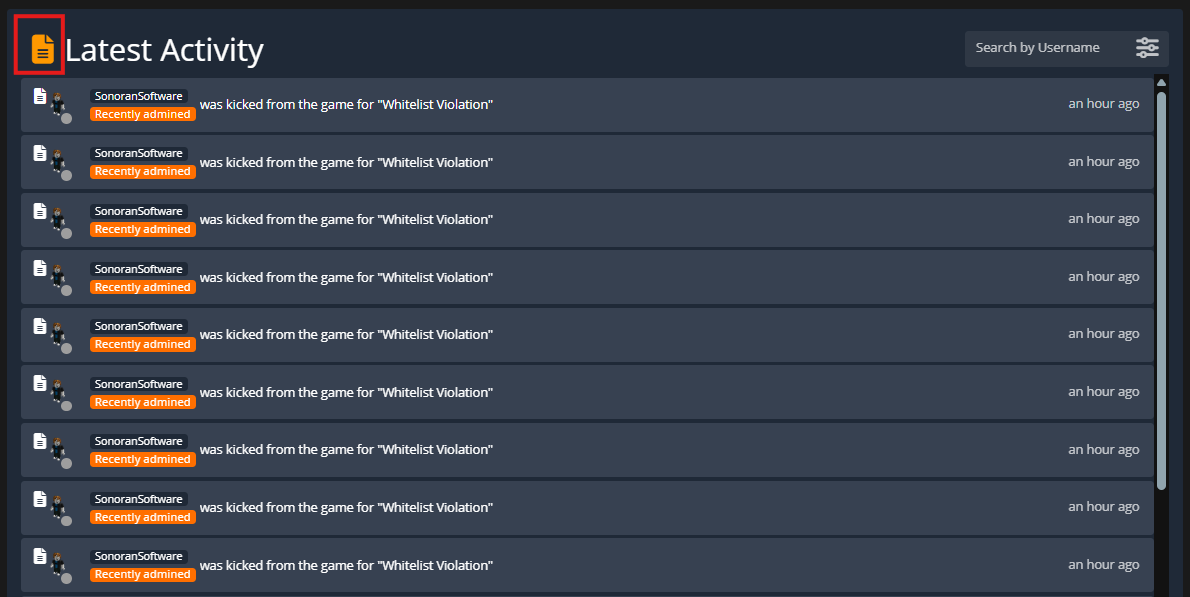 Latest Activity
Search by Username
SonoranSoftware
Recently admined
was kicked from the game for "Whitelist Violation"
an hour ago
SonoranSoftware
Recently admined
was kicked from the game for "Whitelist Violation"
an hour ago
SonoranSoftware
Recently admined
was kicked from the game for "Whitelist Violation"
an hour ago
SonoranSoftware
Recently admined
was kicked from the game for "Whitelist Violation"
an hour ago
SonoranSoftware
Recently admined
was kicked from the game for "Whitelist Violation"
an hour ago
SonoranSoftware
Recently admined
was kicked from the game for "Whitelist Violation"
an hour ago
SonoranSoftware
Recently admined
was kicked from the game for "Whitelist Violation"
an hour ago
SonoranSoftware
Recently admined
was kicked from the game for "Whitelist Violation"
an hour ago
SonoranSoftware
Recently admined
was kicked from the game for "Whitelist Violation"
an hour ago